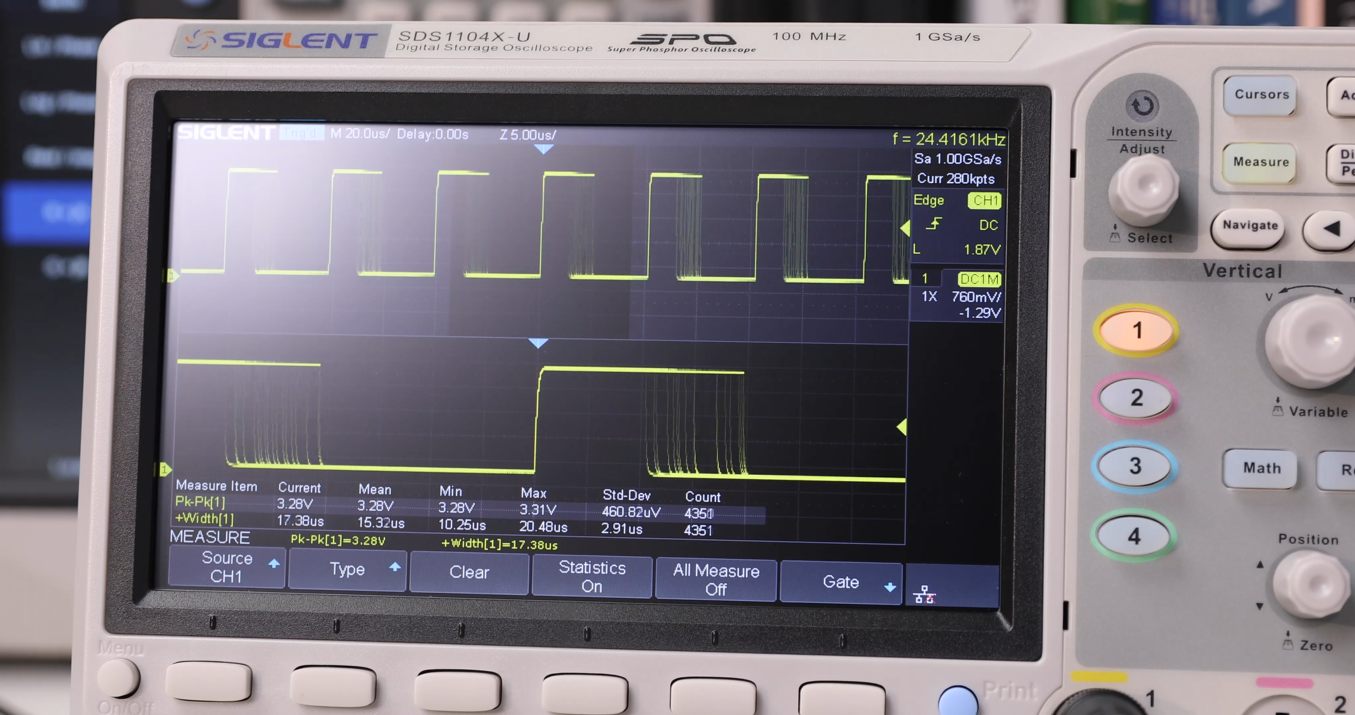 SIGLENT SDS1104X-U
Digital Storage Oscilloscope
SPO
Super Phosphor Oscilloscope
100 MHz
1 GSa/s
SIGLENT M 20.0us/ Delay:0.00s Z 5.00us/
f = 24.4161kHz
Sa 1.00GSa/s
Curr 280kpts
Edge CH1
DC
L 1.87V
1 DC1M
1X 760mV/
-1.29V
1
1
Measure Item Current Mean Min Max Std-Dev Count
Pk-Pk[1] 3.28V 3.28V 3.28V 3.31V 460.82uV 4351
+Width[1] 17.38us 15.32us 10.25us 20.48us 2.91us 4351
MEASURE Pk-Pk[1]=3.28V +Width[1]=17.38us
Source
CH1
Type
Clear
Statistics
On
All Measure
Off
Gate
Menu
On/Off
Print
Intensity
Adjust
Select
Cursors
Measure
Navigate
Vertical
V
1
2
3
4
Variable
Math
Position
Zero
1
2